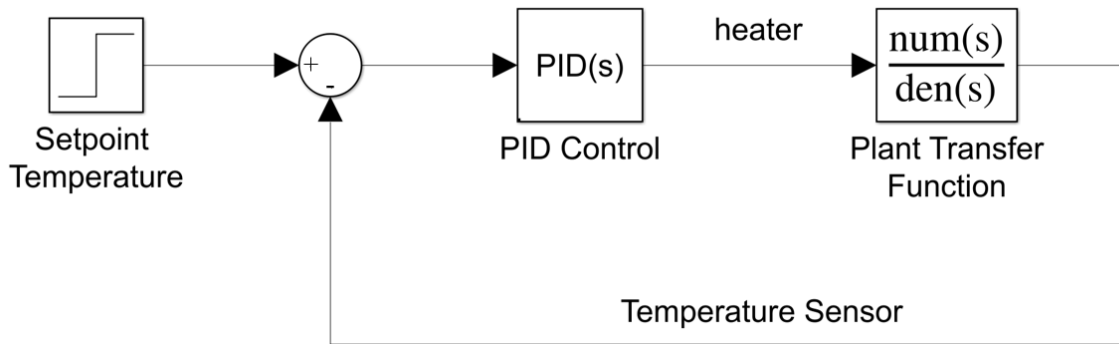 heater
+
-
PID(s)
num(s)
den(s)
Setpoint
Temperature
PID Control
Plant Transfer
Function
Temperature Sensor